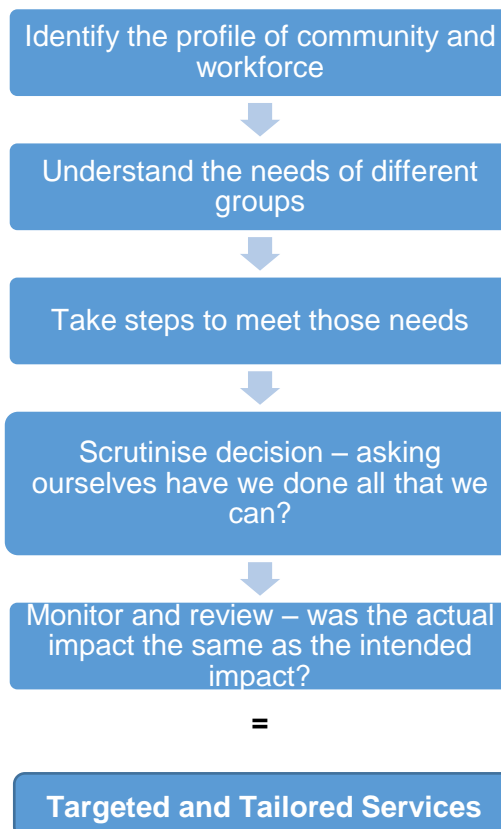 Identify the profile of community and
workforce
Understand the needs of different
groups
Take steps to meet those needs
Scrutinise decision – asking
ourselves have we done all that we
can?
Monitor and review – was the actual
impact the same as the intended
impact?
=
Targeted and Tailored Services